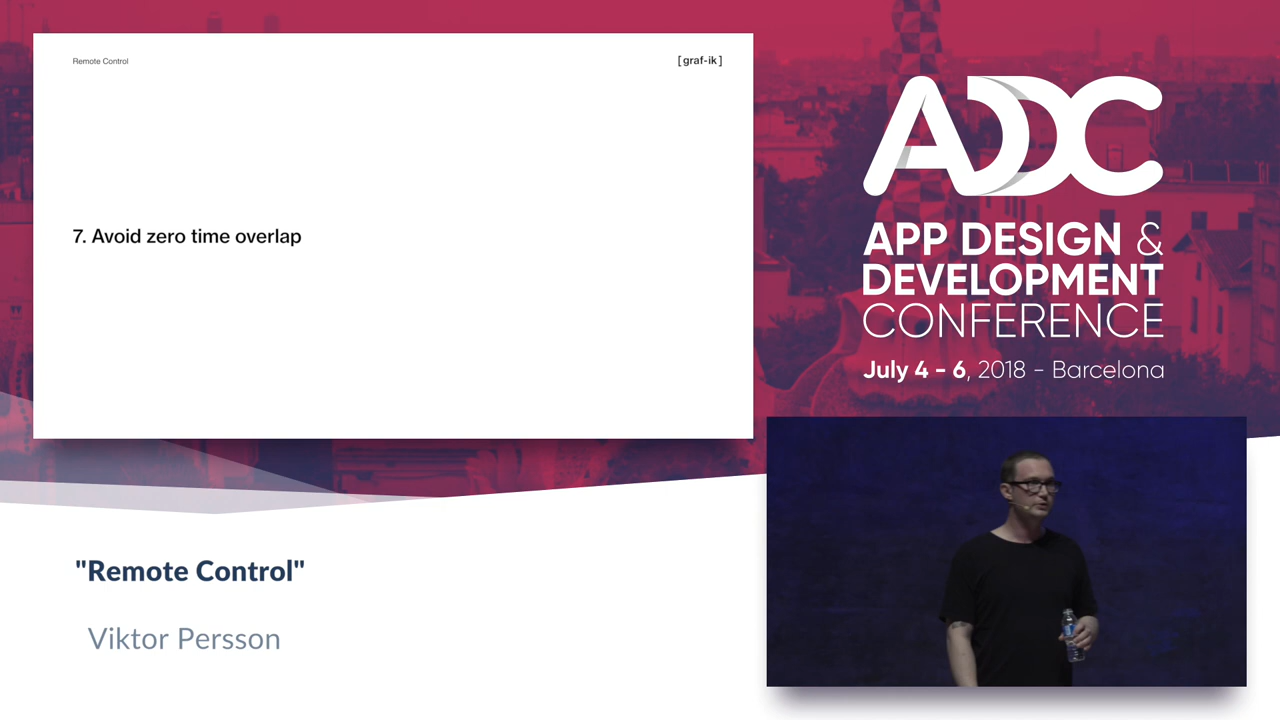 Remote Control
[graf-ik]
7. Avoid zero time overlap
ADC
APP DESIGN &
DEVELOPMENT
CONFERENCE
July 4 - 6, 2018 - Barcelona
"Remote Control"
Viktor Persson